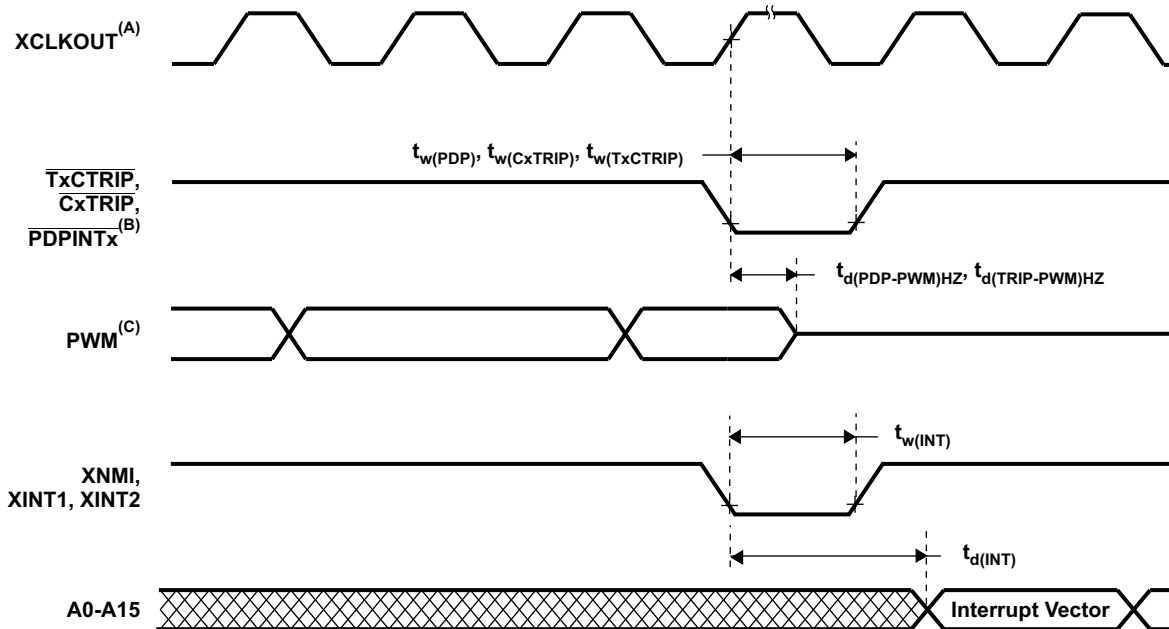 XCLKOUT(A)
tw(PDP), tw(CxTRIP), tw(TxCTRIP)
TxCTRIP,
CxTRIP,
PDPINTx(B)
td(PDP-PWM)HZ, td(TRIP-PWM)HZ
PWM(C)
tw(INT)
XNMI,
XINT1, XINT2
td(INT)
A0-A15
Interrupt Vector